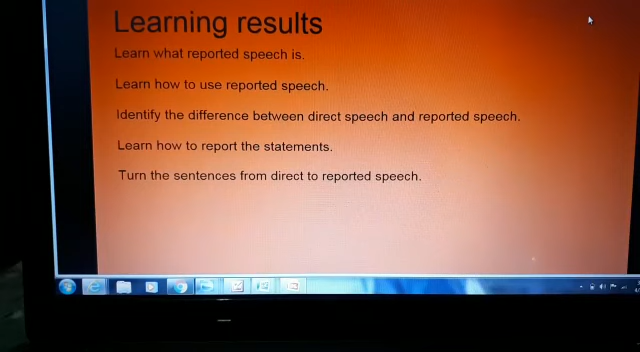 Learning results
Learn what reported speech is.
Learn how to use reported speech.
Identify the difference between direct speech and reported speech.
Learn how to report the statements.
Turn the sentences from direct to reported speech.